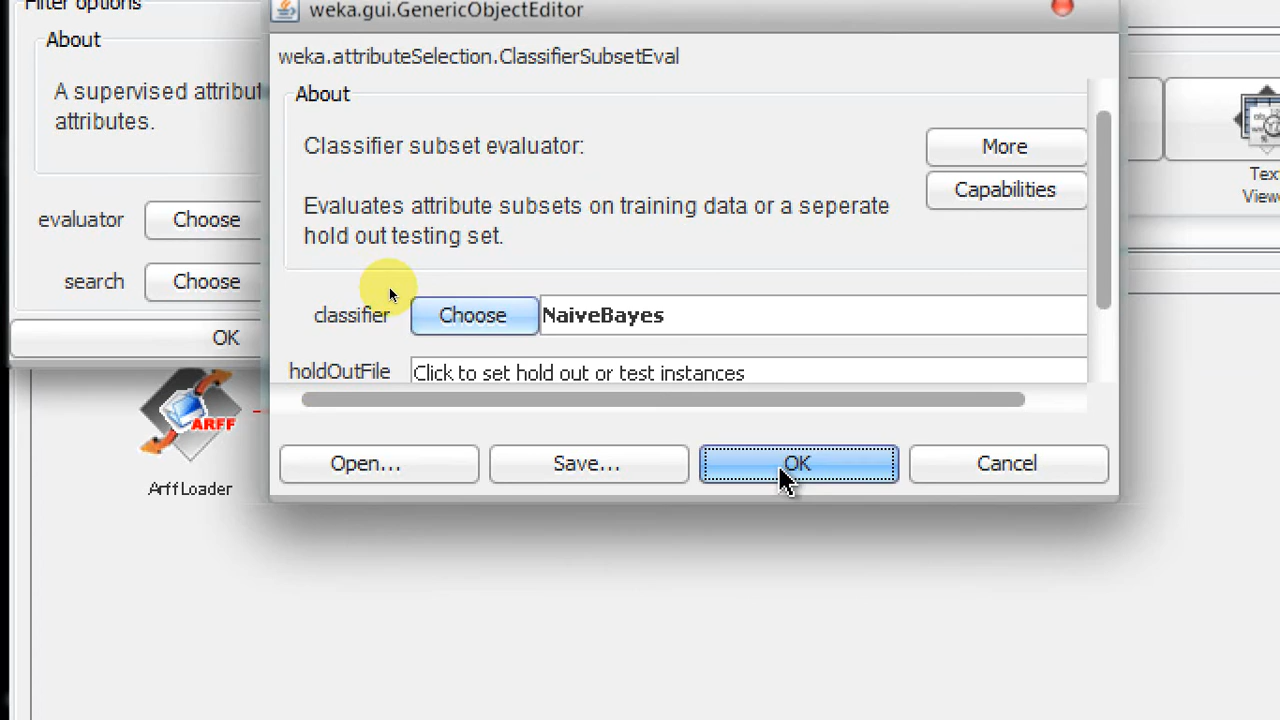 Filter options
About
A supervised attribut
attributes.
evaluator Choose
search Choose
OK
ARFF
ArffLoader
weka.gui.GenericObjectEditor
weka.attributeSelection.ClassifierSubsetEval
About
Classifier subset evaluator:
More
Capabilities
Evaluates attribute subsets on training data or a seperate
hold out testing set.
classifier Choose NaiveBayes
holdOutFile Click to set hold out or test instances
Open... Save... OK Cancel
Tex
View